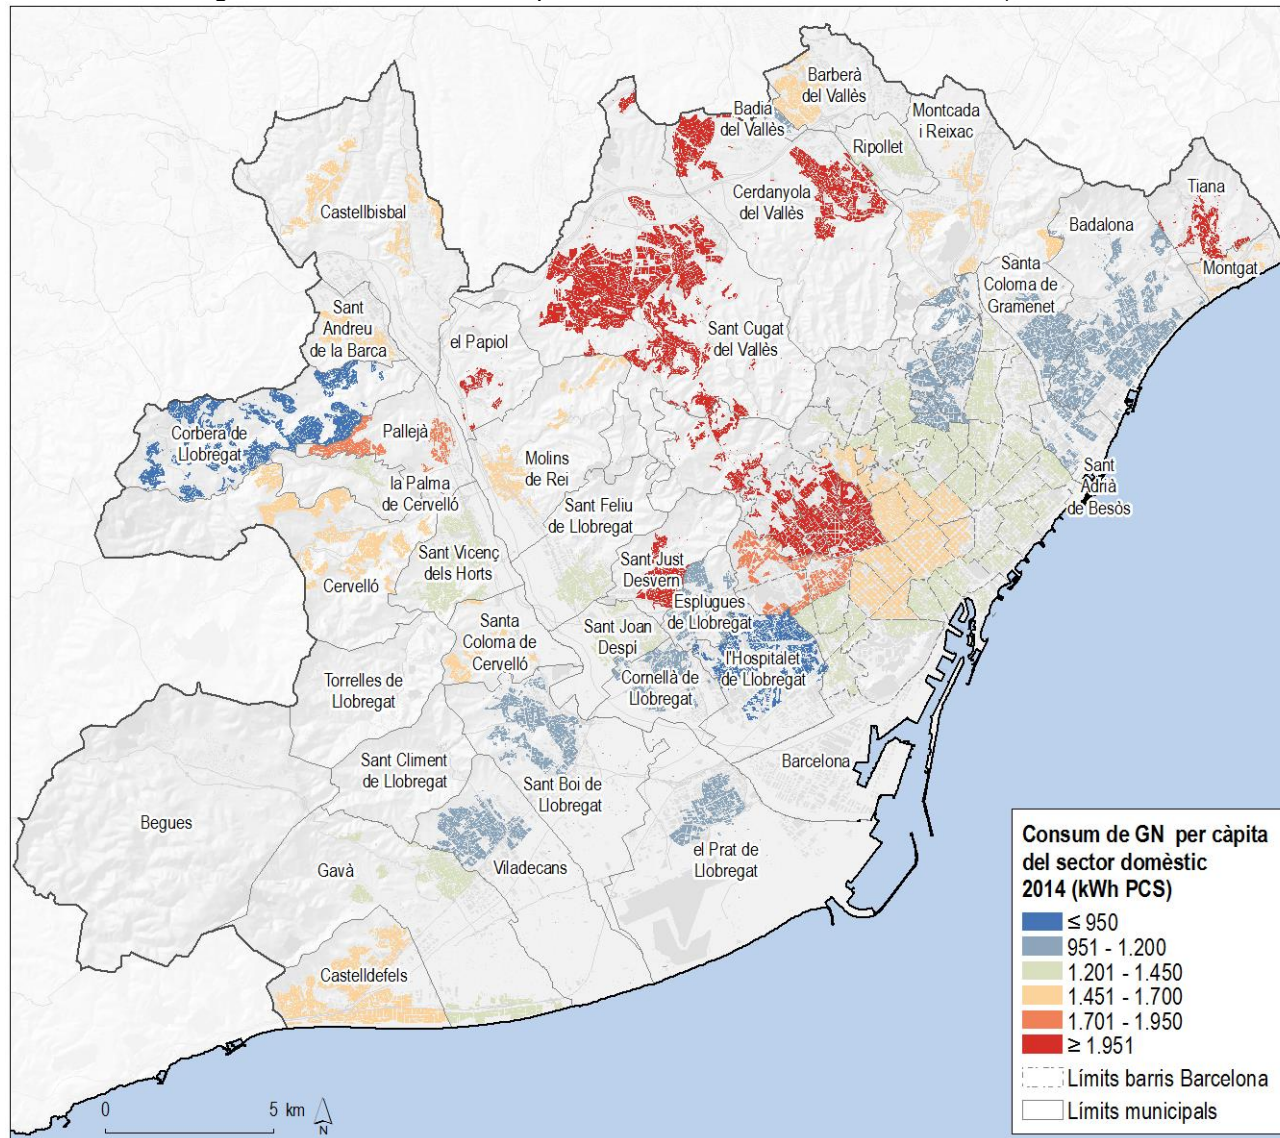 Barberà
del Vallès
Badia
del Vallès
Montcada
i Reixac
Ripollet
Cerdanyola
del Vallès
Tiana
Badalona
Montgat
Castellbisbal
Santa
Coloma de
Gramenet
Sant
Andreu
de la Barca
el Papiol
Sant Cugat
del Vallès
Corbera de
Llobregat
Pallejà
la Palma
de Cervelló
Molins
de Rei
Sant Feliu
de Llobregat
Sant
Adrià
de Besòs
Sant Vicenç
dels Horts
Cervelló
Sant Just
Desvern
Esplugues
de Llobregat
Santa
Coloma de
Cervelló
Sant Joan
Despi
l'Hospitalet
de Llobregat
Cornellà de
Llobregat
Torrelles de
Llobregat
Sant Climent
de Llobregat
Sant Boi de
Llobregat
Barcelona
Begues
Gavà
Viladecans
el Prat de
Llobregat
Castelldefels
Consum de GN per càpita
del sector domèstic
2014 (kWh PCS)
≤ 950
951 - 1.200
1.201 - 1.450
1.451 - 1.700
1.701 - 1.950
≥ 1.951
Límits barris Barcelona
Límits municipals
0 5 km
N